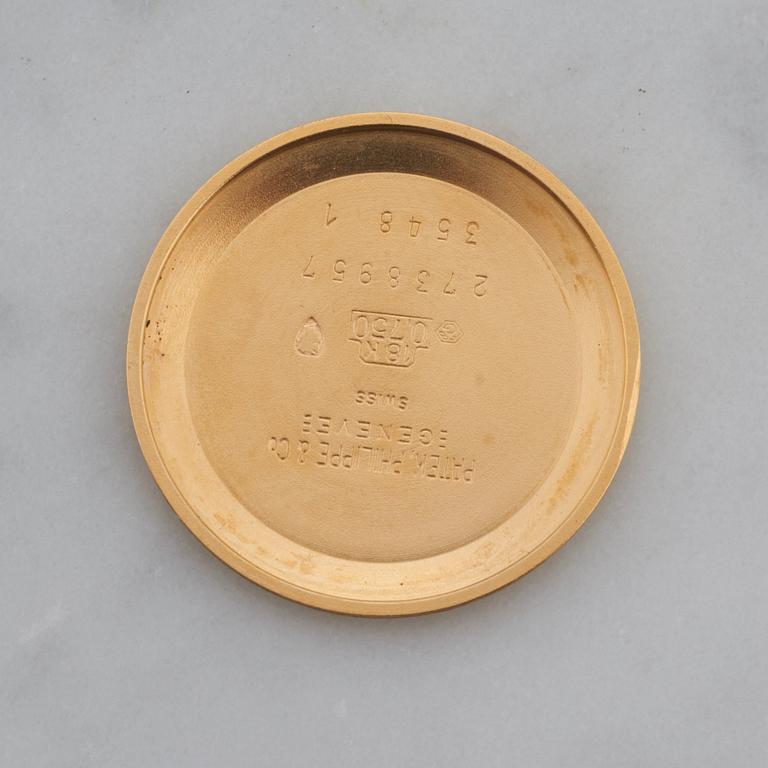 PATEK, PHILIPPE & Co
GENEVE
SWISS
18K
0,750
2738957
3548 1